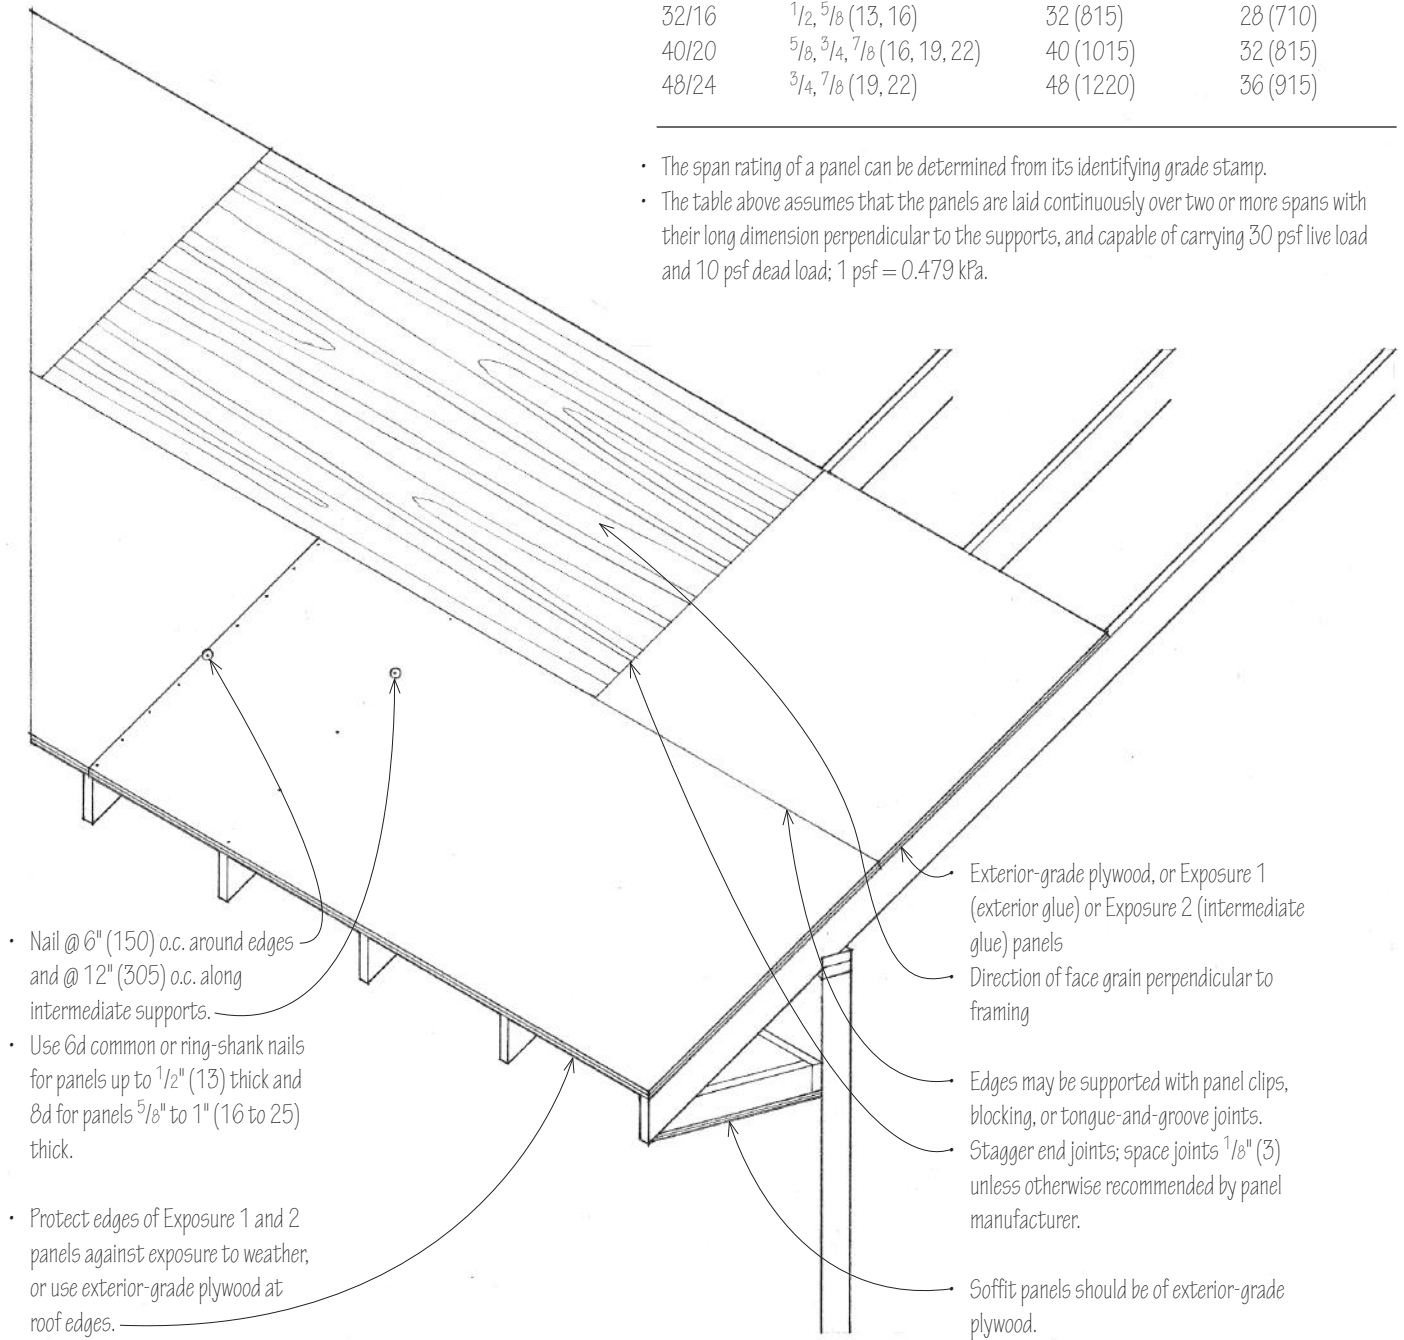 32/16 1/2, 5/8 (13, 16) 32 (815) 28 (710)
40/20 5/8, 3/4, 7/8 (16, 19, 22) 40 (1015) 32 (815)
48/24 3/4, 7/8 (19, 22) 48 (1220) 36 (915)
• The span rating of a panel can be determined from its identifying grade stamp.
• The table above assumes that the panels are laid continuously over two or more spans with
their long dimension perpendicular to the supports, and capable of carrying 30 psf live load
and 10 psf dead load; 1 psf = 0.479 kPa.
• Nail @ 6" (150) o.c. around edges
and @ 12" (305) o.c. along
intermediate supports.
• Use 6d common or ring-shank nails
for panels up to 1/2" (13) thick and
8d for panels 5/8" to 1" (16 to 25)
thick.
• Protect edges of Exposure 1 and 2
panels against exposure to weather,
or use exterior-grade plywood at
roof edges.
• Exterior-grade plywood, or Exposure 1
(exterior glue) or Exposure 2 (intermediate
glue) panels
• Direction of face grain perpendicular to
framing
• Edges may be supported with panel clips,
blocking, or tongue-and-groove joints.
• Stagger end joints; space joints 1/8" (3)
unless otherwise recommended by panel
manufacturer.
• Soffit panels should be of exterior-grade
plywood.